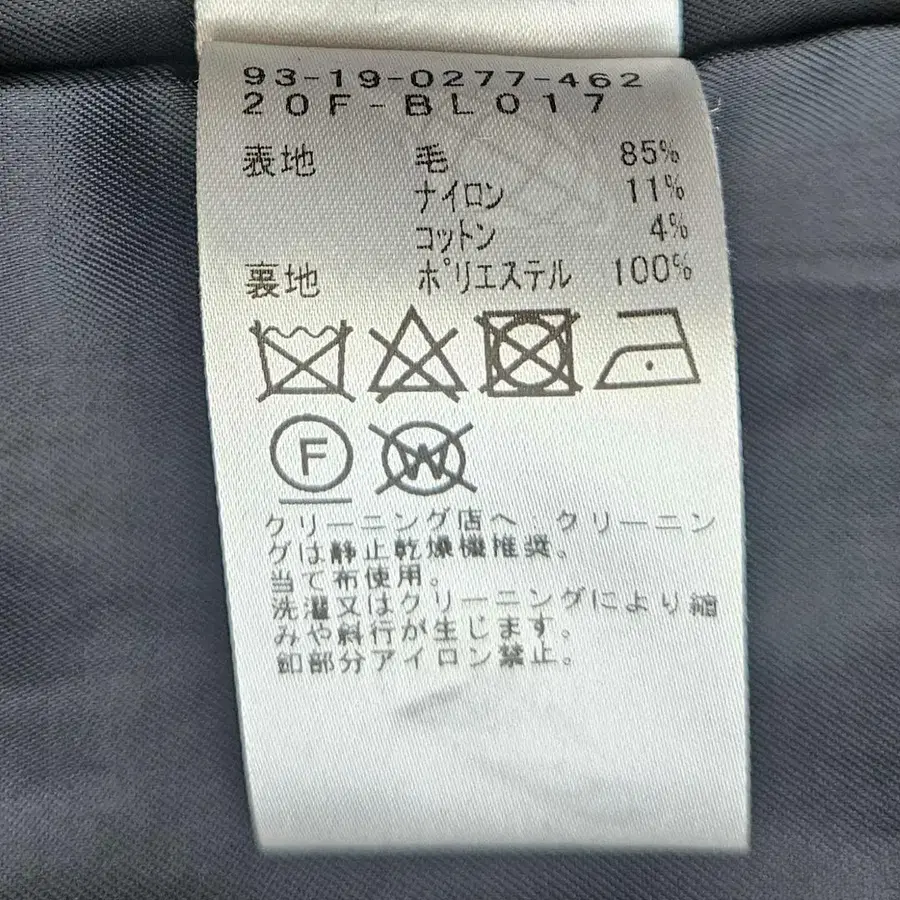 93-19-0277-462
20F-BL017
表地 毛 85%
ナイロン 11%
コットン 4%
裏地 ポリエステル 100%
F W
クリーニング店へ.クリーニン
グは静止乾燥機推奨。
当て布使用。
洗濯又はクリーニングにより縮
みや斜行が生じます。
釦部分アイロン禁止。